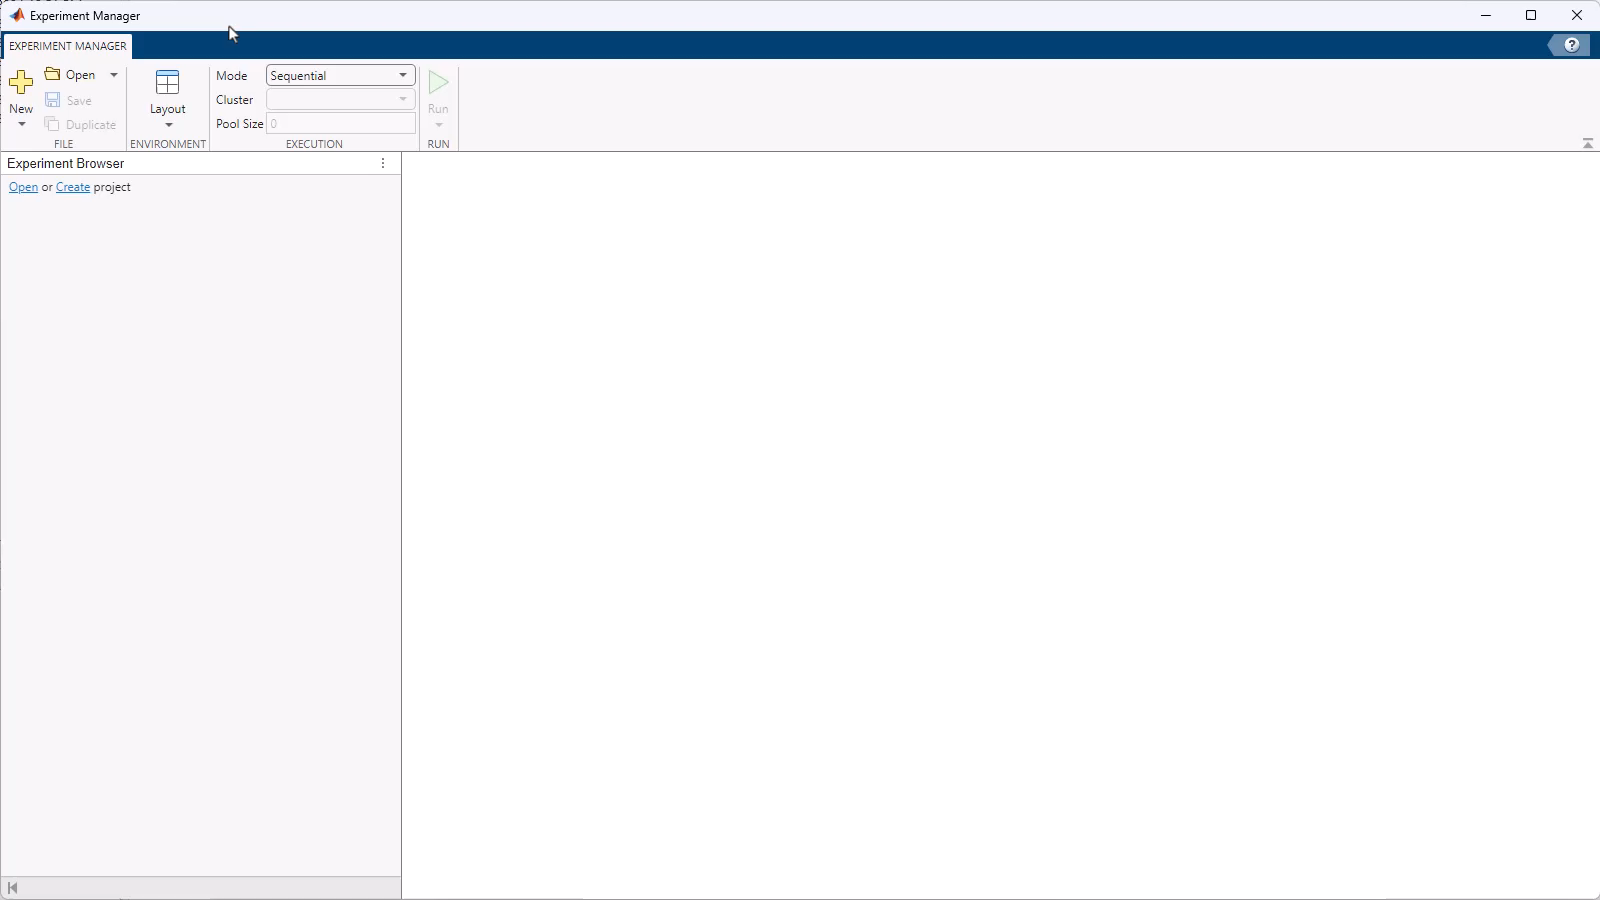 Experiment Manager
EXPERIMENT MANAGER
?
New
Open
Save
Duplicate
FILE
Layout
ENVIRONMENT
Mode Sequential
Cluster
Pool Size 0
EXECUTION
Run
RUN
Experiment Browser
Open or Create project